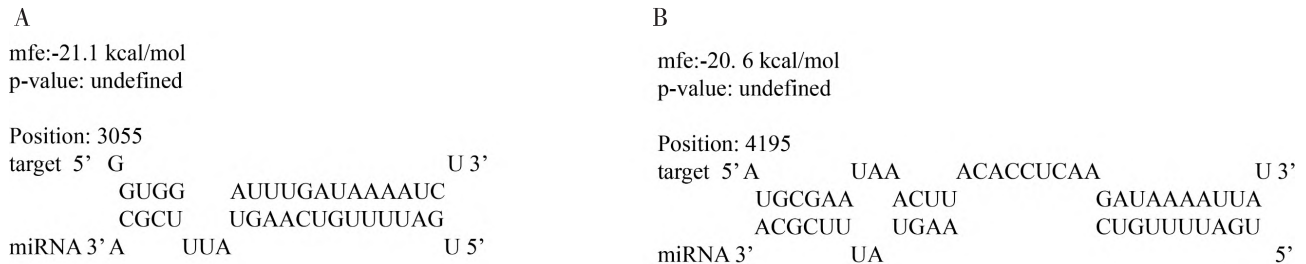 A
mfe:-21.1 kcal/mol
p-value: undefined
Position: 3055
target 5’ G U 3’
GUGG AUUUGAUAAAAUC
CGCU UGAACUGUUUUAG
miRNA 3’ A UUA U 5’
B
mfe:-20. 6 kcal/mol
p-value: undefined
Position: 4195
target 5’ A UAA ACACCUCAA U 3’
UGCGAA ACUU GAUAAAAUUA
ACGCUU UGAA CUGUUUUAGU
miRNA 3’ UA 5’